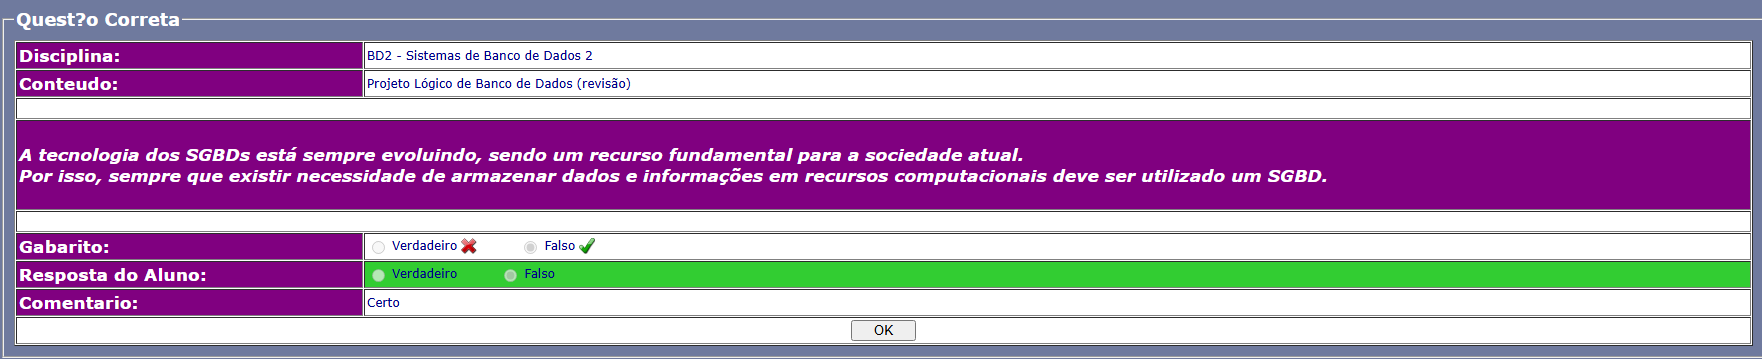 Quest?o Correta
Disciplina: BD2 - Sistemas de Banco de Dados 2
Conteudo: Projeto Lógico de Banco de Dados (revisão)
A tecnologia dos SGBDs está sempre evoluindo, sendo um recurso fundamental para a sociedade atual.
Por isso, sempre que existir necessidade de armazenar dados e informações em recursos computacionais deve ser utilizado um SGBD.
Gabarito: Verdadeiro Falso
Resposta do Aluno: Verdadeiro Falso
Comentario: Certo
OK